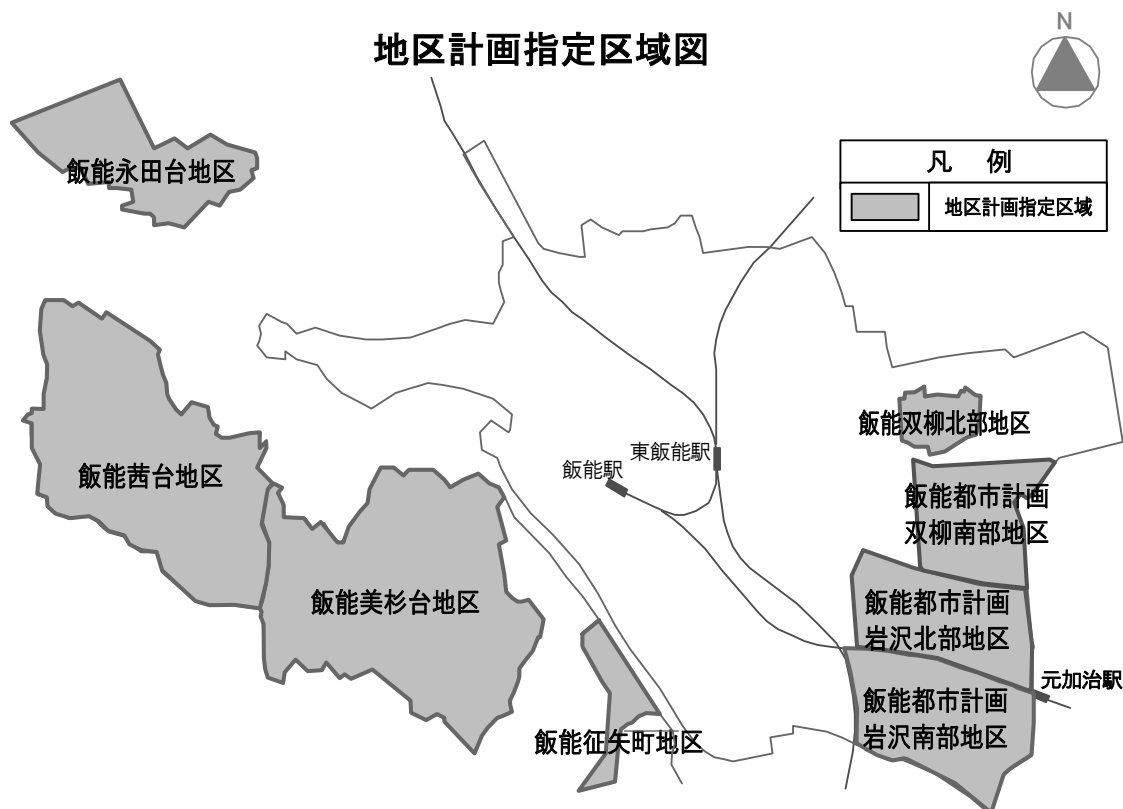 N
地区計画指定区域図
凡 例
地区計画指定区域
飯能永田台地区
飯能双柳北部地区
東飯能駅
飯能駅
飯能茜台地区
飯能都市計画
双柳南部地区
飯能美杉台地区
飯能都市計画
岩沢北部地区
元加治駅
飯能都市計画
岩沢南部地区
飯能征矢町地区